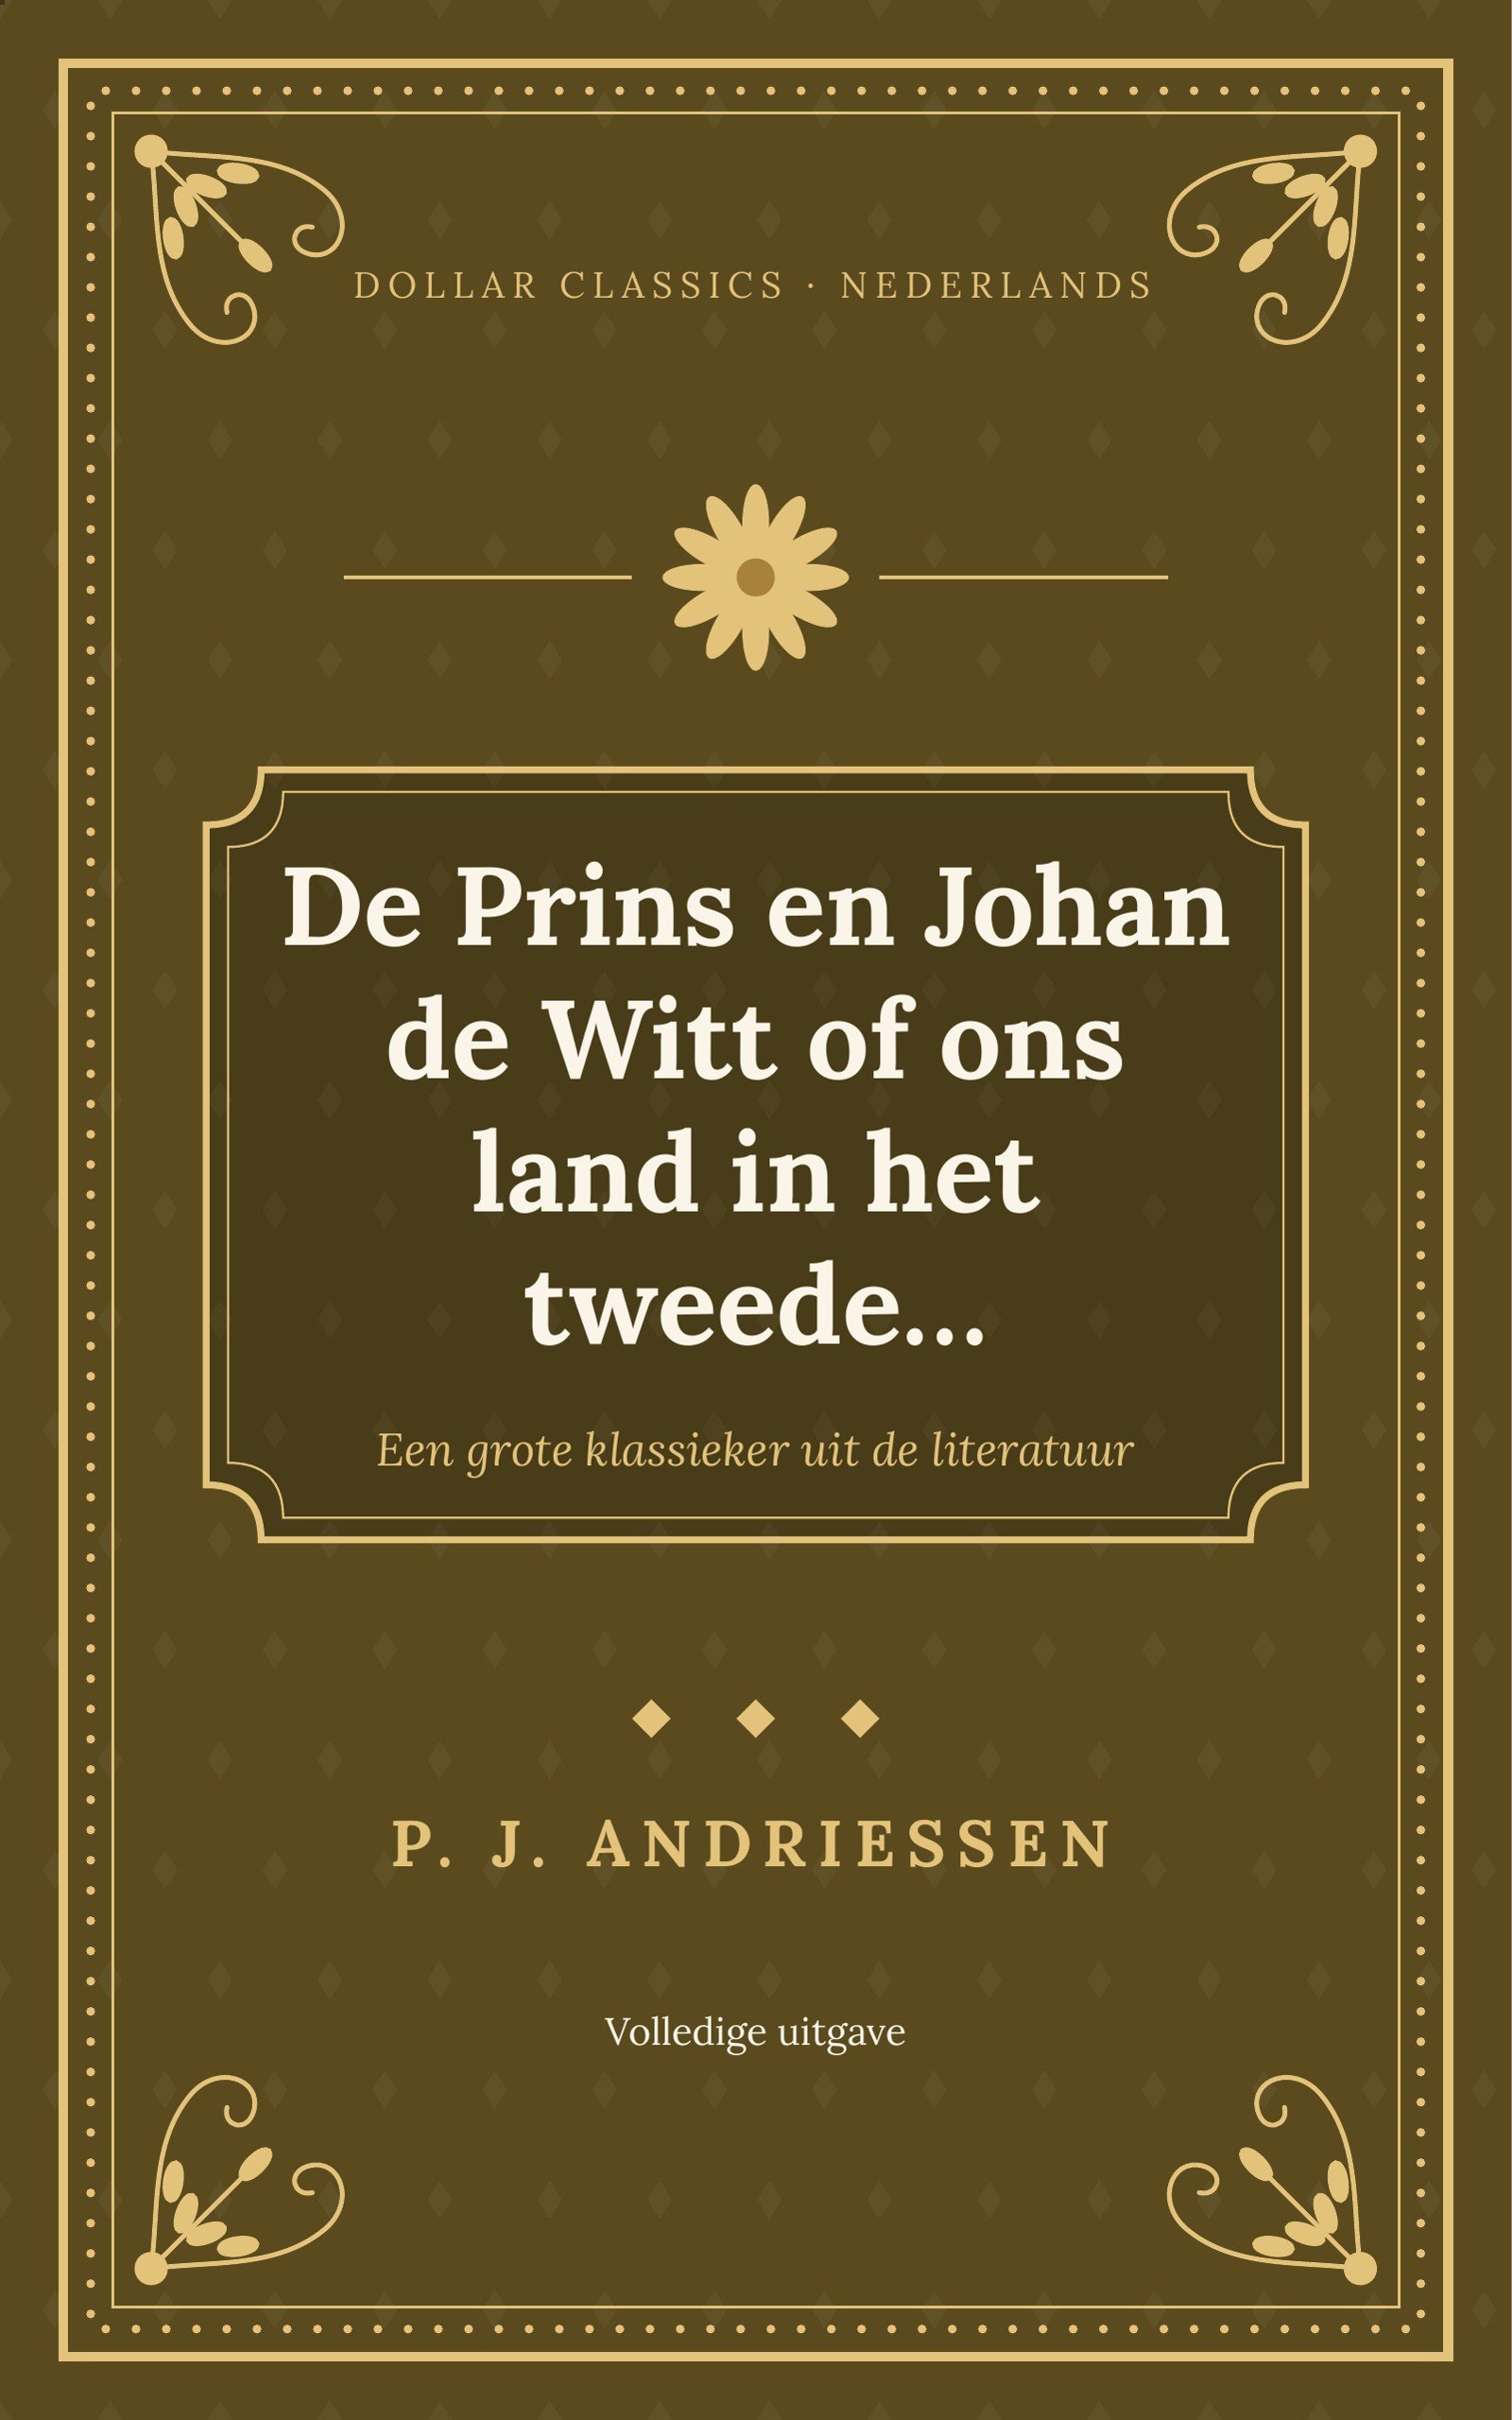 DOLLAR CLASSICS · NEDERLANDS
De Prins en Johan
de Witt of ons
land in het
tweede...
Een grote klassieker uit de literatuur
P. J. ANDRIESSEN
Volledige uitgave